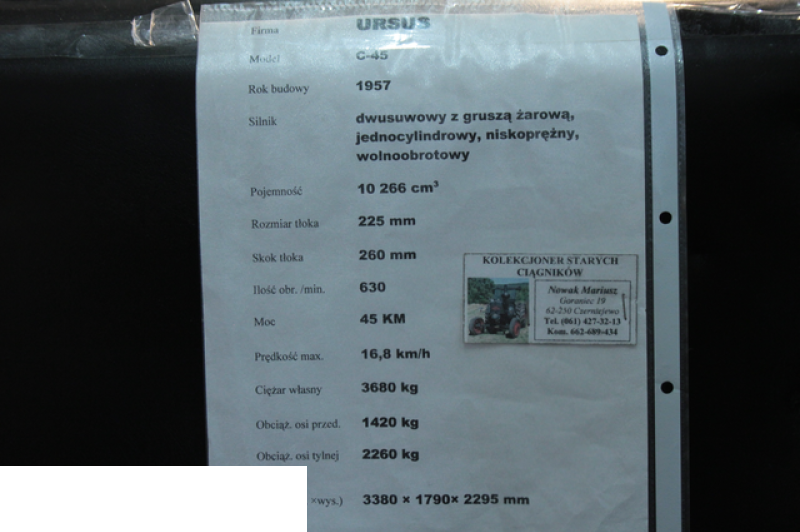 Firma URSUS
Model C-45
Rok budowy 1957
Silnik dwusuwowy z gruszą żarową,
jednocylindrowy, niskoprężny,
wolnoobrotowy
Pojemność 10 266 cm³
Rozmiar tłoka 225 mm
Skok tłoka 260 mm
Ilość obr. /min. 630
Moc 45 KM
Prędkość max. 16,8 km/h
Ciężar własny 3680 kg
Obciąż. osi przed. 1420 kg
Obciąż. osi tylnej 2260 kg
×wys.) 3380 × 1790× 2295 mm
KOLEKCJONER STARYCH
CIĄGNIKÓW
Nowak Mariusz
Goraniec 19
62-250 Czerniejewo
Tel. (061) 427-32-13
Kom. 662-689-434